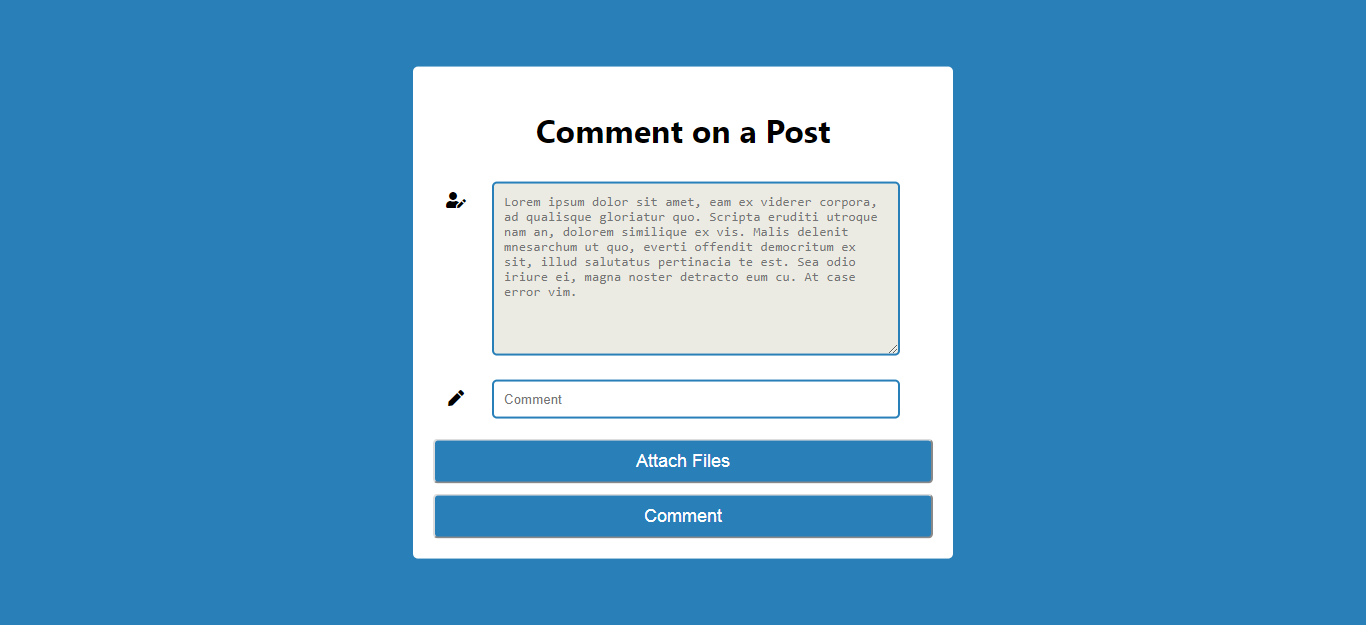 Comment on a Post
Lorem ipsum dolor sit amet, eam ex viderer corpora,
ad qualisque gloriatur quo. Scripta eruditi utroque
nam an, dolorem similique ex vis. Malis delenit
mnesarchum ut quo, everti offendit democritum ex
sit, illud salutatus pertinacia te est. Sea odio
iriure ei, magna noster detracto eum cu. At case
error vim.
Comment
Attach Files
Comment